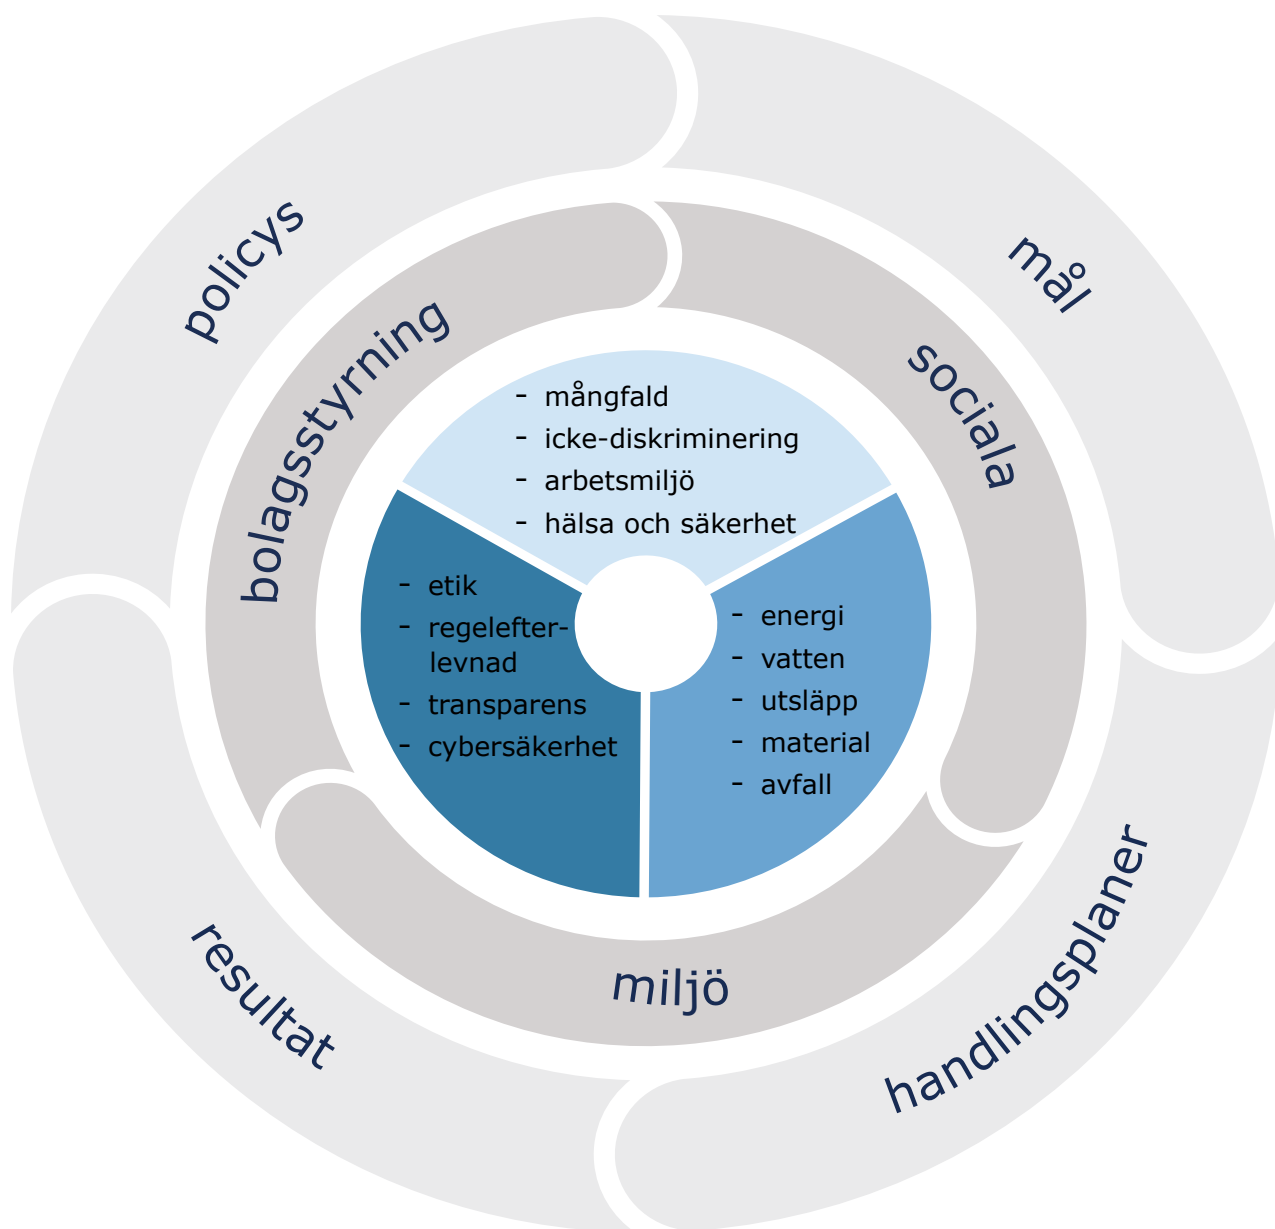 policys
mål
bolagsstyrning
sociala
- mångfald
- icke-diskriminering
- arbetsmiljö
- hälsa och säkerhet
- etik
- regelefter-
levnad
- transparens
- cybersäkerhet
- energi
- vatten
- utsläpp
- material
- avfall
miljö
resultat
handlingsplaner